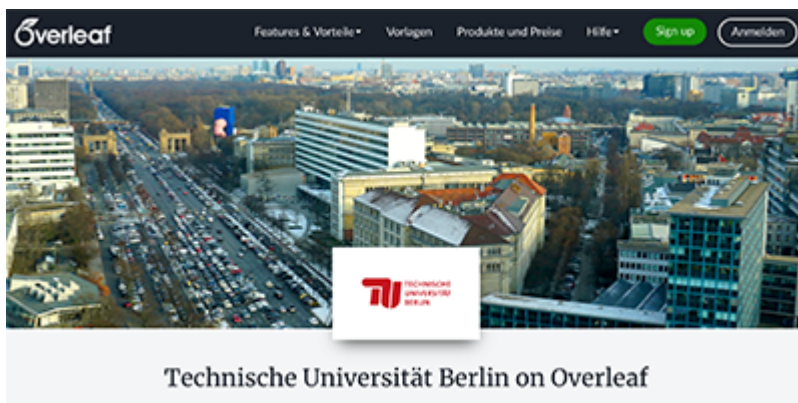 Overleaf
Features & Vorteile
Vorlagen
Produkte und Preise
Hilfe
Sign up
Anmelden
TECHNISCHE
UNIVERSITÄT
BERLIN
Technische Universität Berlin on Overleaf